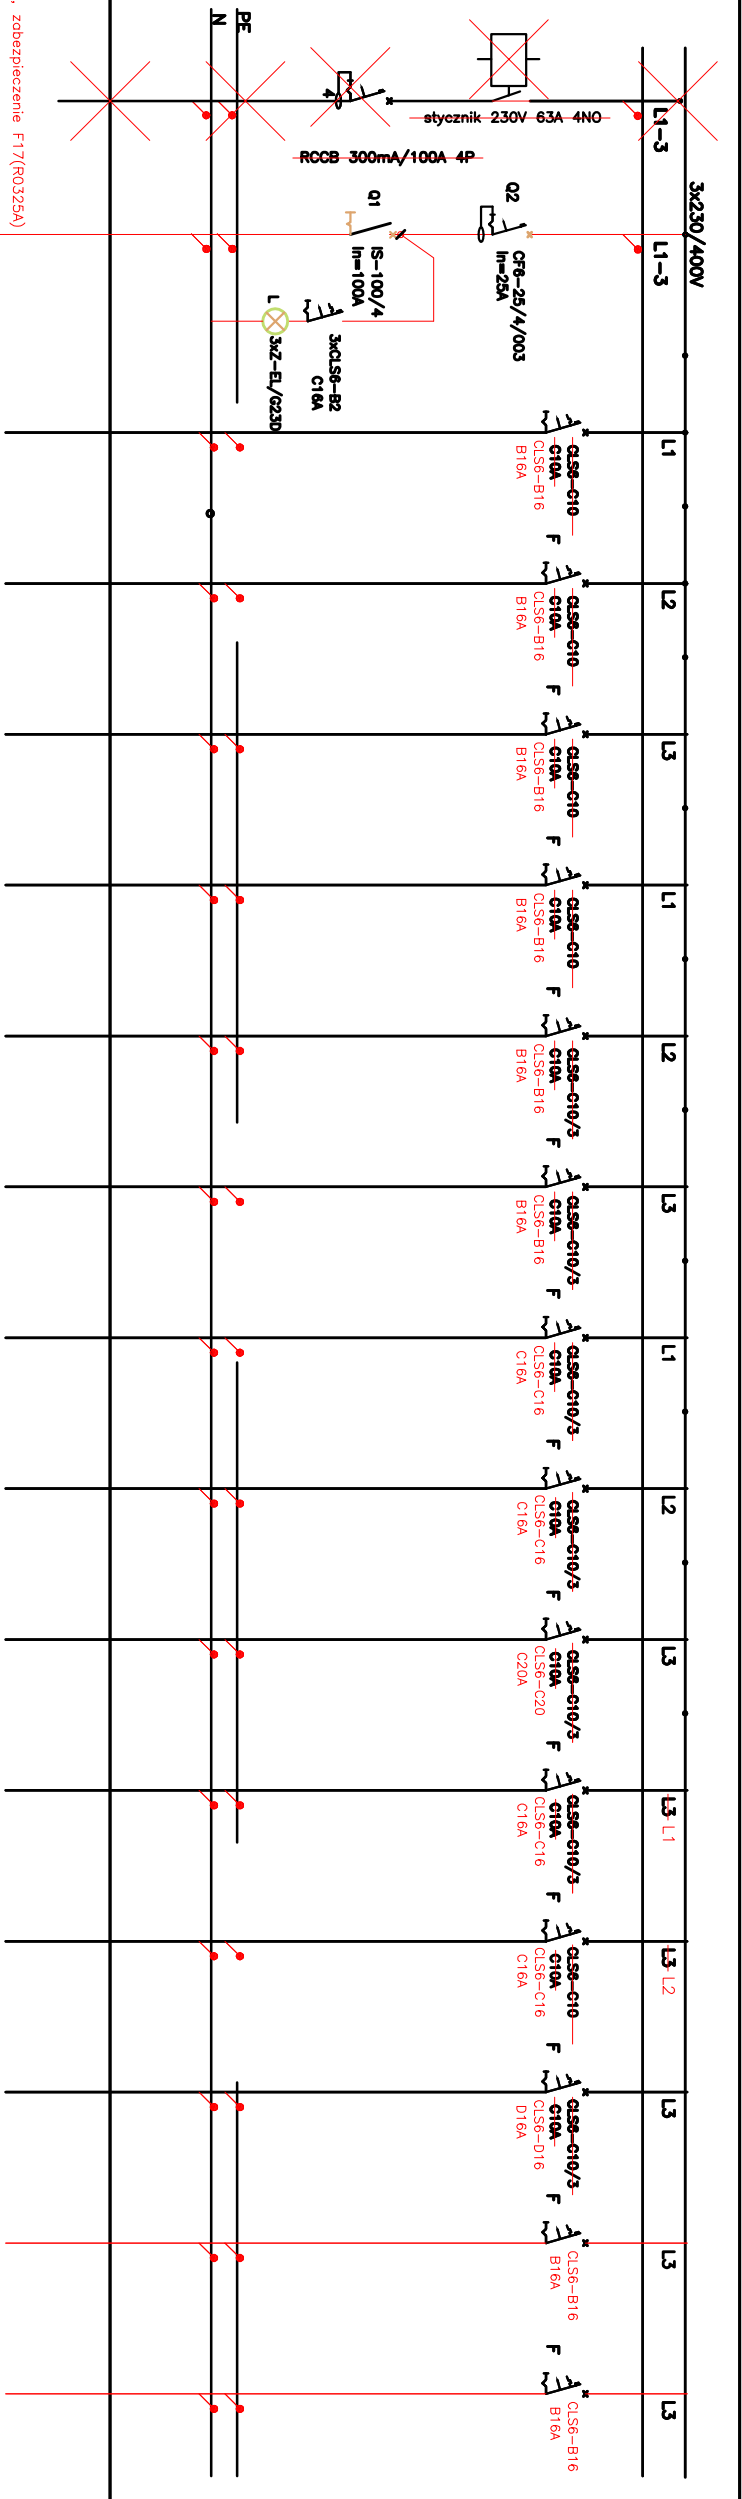 , zabezpieczenie F17(R0325A)
N
PE
4
stycznik 230V 63A 4NO
RCCB 300mA/100A 4P
L1-3
3x230/400V
L1-3
Q1
IS-100/4
In=100A
Q2
CF6-25/4/003
In=25A
L
3xZ-EL/G23D
3xCLS6-B2
C16A
L1
CLS6-C10
C10A
CLS6-B16
B16A
F
L2
CLS6-C10
C10A
CLS6-B16
B16A
F
L3
CLS6-C10
C10A
CLS6-B16
B16A
F
L1
CLS6-C10
C10A
CLS6-B16
B16A
F
L2
CLS6-C10/3
C10A
CLS6-B16
B16A
F
L3
CLS6-C10/3
C10A
CLS6-B16
B16A
F
L1
CLS6-C10/3
C10A
CLS6-C16
C16A
F
L2
CLS6-C10/3
C10A
CLS6-C16
C16A
F
L3
CLS6-C10/3
C10A
CLS6-C20
C20A
F
L3 L1
CLS6-C10/3
C10A
CLS6-C16
C16A
F
L3 L2
CLS6-C10
C10A
CLS6-C16
C16A
F
L3
CLS6-C10/3
C10A
CLS6-D16
D16A
F
L3
CLS6-B16
B16A
F
L3
CLS6-B16
B16A